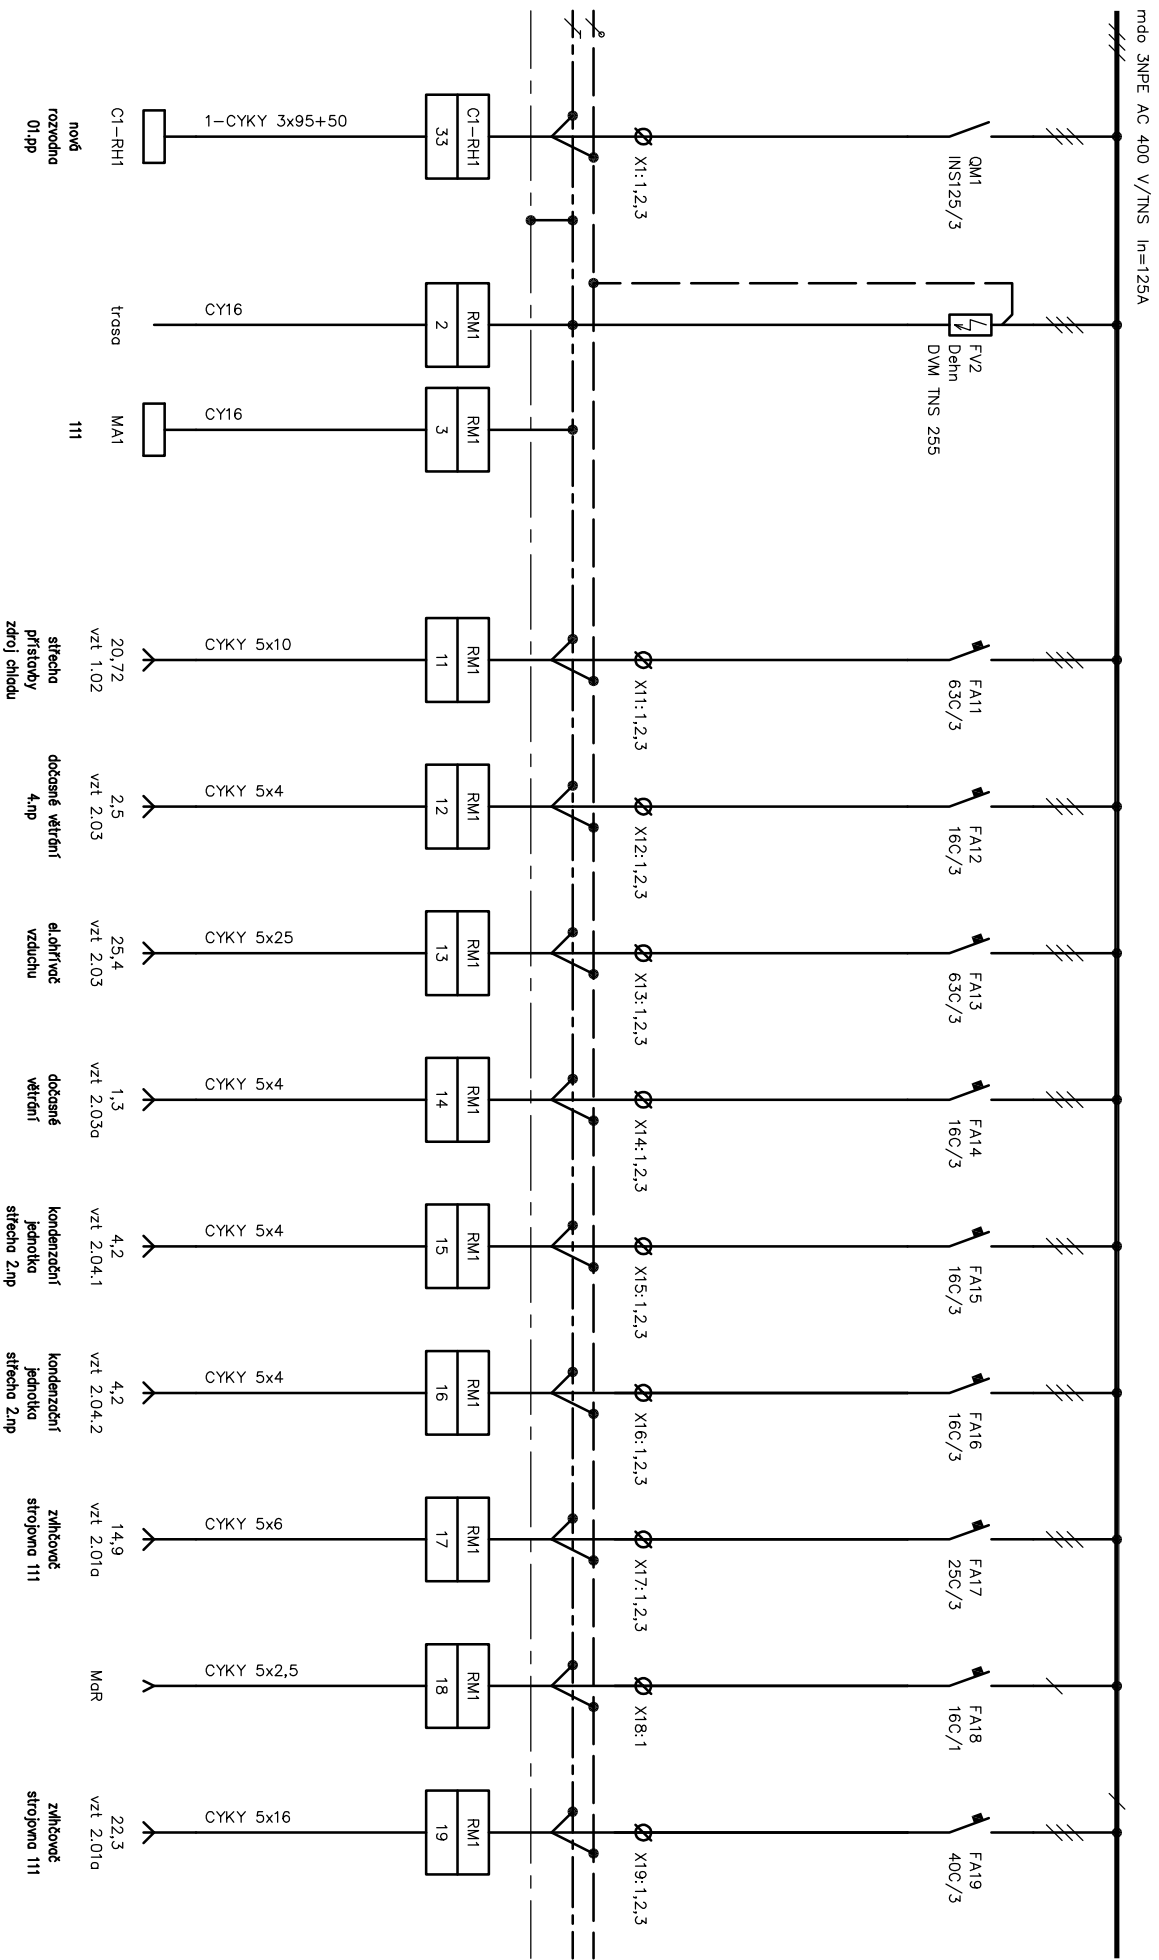 mdo 3NPE AC 400 V/TNS In=125A
QM1
INS125/3
X1:1,2,3
C1-RH1
33
1-CYKY 3x95+50
C1-RH1
nová
rozvodna
01.pp
FV2
Dehn
DVM TNS 255
RM1
2
CY16
trasa
RM1
3
CY16
MA1
111
FA11
63C/3
X11:1,2,3
RM1
11
CYKY 5x10
20,72
vzt 1.02
střecha
přístavby
zdroj chladu
FA12
16C/3
X12:1,2,3
RM1
12
CYKY 5x4
2,5
vzt 2.03
dočasné větrání
4.np
FA13
63C/3
X13:1,2,3
RM1
13
CYKY 5x25
25,4
vzt 2.03
el.ohřívač
vzduchu
FA14
16C/3
X14:1,2,3
RM1
14
CYKY 5x4
1,3
vzt 2.03a
dočasné
větrání
FA15
16C/3
X15:1,2,3
RM1
15
CYKY 5x4
4,2
vzt 2.04.1
kondenzační
jednotka
střecha 2.np
FA16
16C/3
X16:1,2,3
RM1
16
CYKY 5x4
4,2
vzt 2.04.2
kondenzační
jednotka
střecha 2.np
FA17
25C/3
X17:1,2,3
RM1
17
CYKY 5x6
14,9
vzt 2.01a
zvlhčovač
strojovna 111
FA18
16C/1
X18:1
RM1
18
CYKY 5x2,5
MaR
FA19
40C/3
X19:1,2,3
RM1
19
CYKY 5x16
22,3
vzt 2.01a
zvlhčovač
strojovna 111